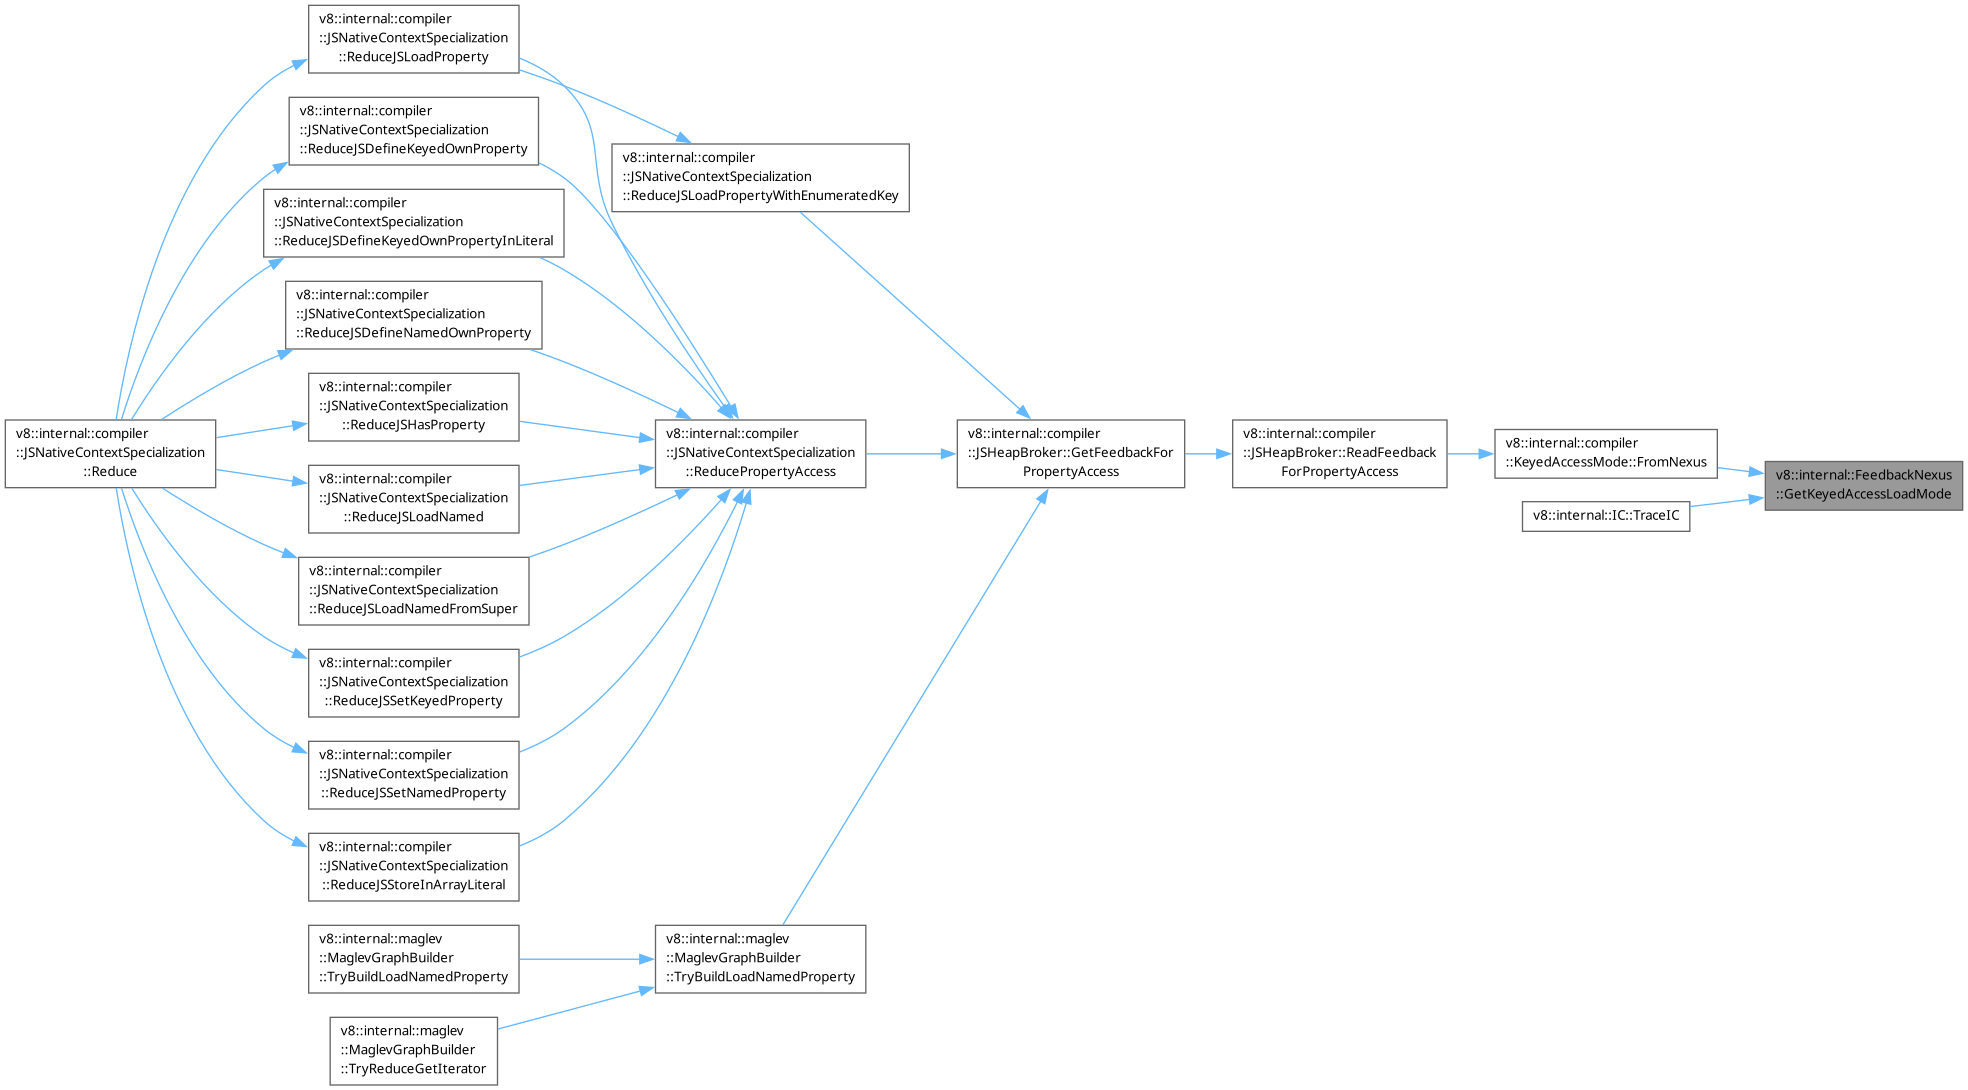 v8::internal::compiler
::JSNativeContextSpecialization
::ReduceJSLoadProperty
v8::internal::compiler
::JSNativeContextSpecialization
::ReduceJSDefineKeyedOwnProperty
v8::internal::compiler
::JSNativeContextSpecialization
::ReduceJSLoadPropertyWithEnumeratedKey
v8::internal::compiler
::JSNativeContextSpecialization
::ReduceJSDefineKeyedOwnPropertyInLiteral
v8::internal::compiler
::JSNativeContextSpecialization
::ReduceJSDefineNamedOwnProperty
v8::internal::compiler
::JSNativeContextSpecialization
::ReduceJSHasProperty
v8::internal::compiler
::JSNativeContextSpecialization
::Reduce
v8::internal::compiler
::JSNativeContextSpecialization
::ReducePropertyAccess
v8::internal::compiler
::JSHeapBroker::GetFeedbackFor
PropertyAccess
v8::internal::compiler
::JSHeapBroker::ReadFeedback
ForPropertyAccess
v8::internal::compiler
::KeyedAccessMode::FromNexus
v8::internal::FeedbackNexus
::GetKeyedAccessLoadMode
v8::internal::IC::TraceIC
v8::internal::compiler
::JSNativeContextSpecialization
::ReduceJSLoadNamed
v8::internal::compiler
::JSNativeContextSpecialization
::ReduceJSLoadNamedFromSuper
v8::internal::compiler
::JSNativeContextSpecialization
::ReduceJSSetKeyedProperty
v8::internal::compiler
::JSNativeContextSpecialization
::ReduceJSSetNamedProperty
v8::internal::compiler
::JSNativeContextSpecialization
::ReduceJSStoreInArrayLiteral
v8::internal::maglev
::MaglevGraphBuilder
::TryBuildLoadNamedProperty
v8::internal::maglev
::MaglevGraphBuilder
::TryBuildLoadNamedProperty
v8::internal::maglev
::MaglevGraphBuilder
::TryReduceGetIterator